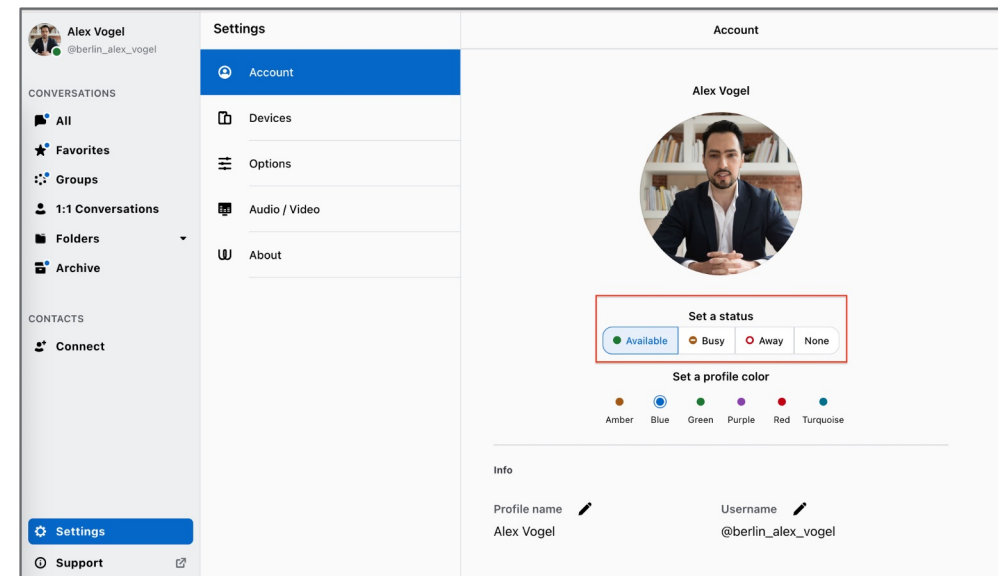 Alex Vogel
@berlin_alex_vogel
CONVERSATIONS
All
Favorites
Groups
1:1 Conversations
Folders
Archive
CONTACTS
Connect
Settings
Support
Settings
Account
Devices
Options
Audio / Video
About
Account
Alex Vogel
Set a status
Available Busy Away None
Set a profile color
Amber Blue Green Purple Red Turquoise
Info
Profile name Username
Alex Vogel @berlin_alex_vogel